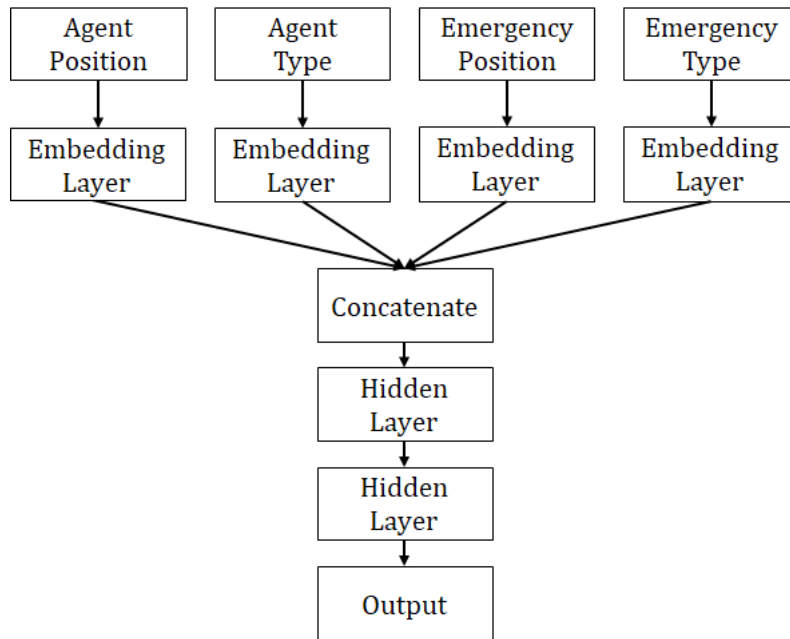 Agent
Position
Agent
Type
Emergency
Position
Emergency
Type
Embedding
Layer
Embedding
Layer
Embedding
Layer
Embedding
Layer
Concatenate
Hidden
Layer
Hidden
Layer
Output